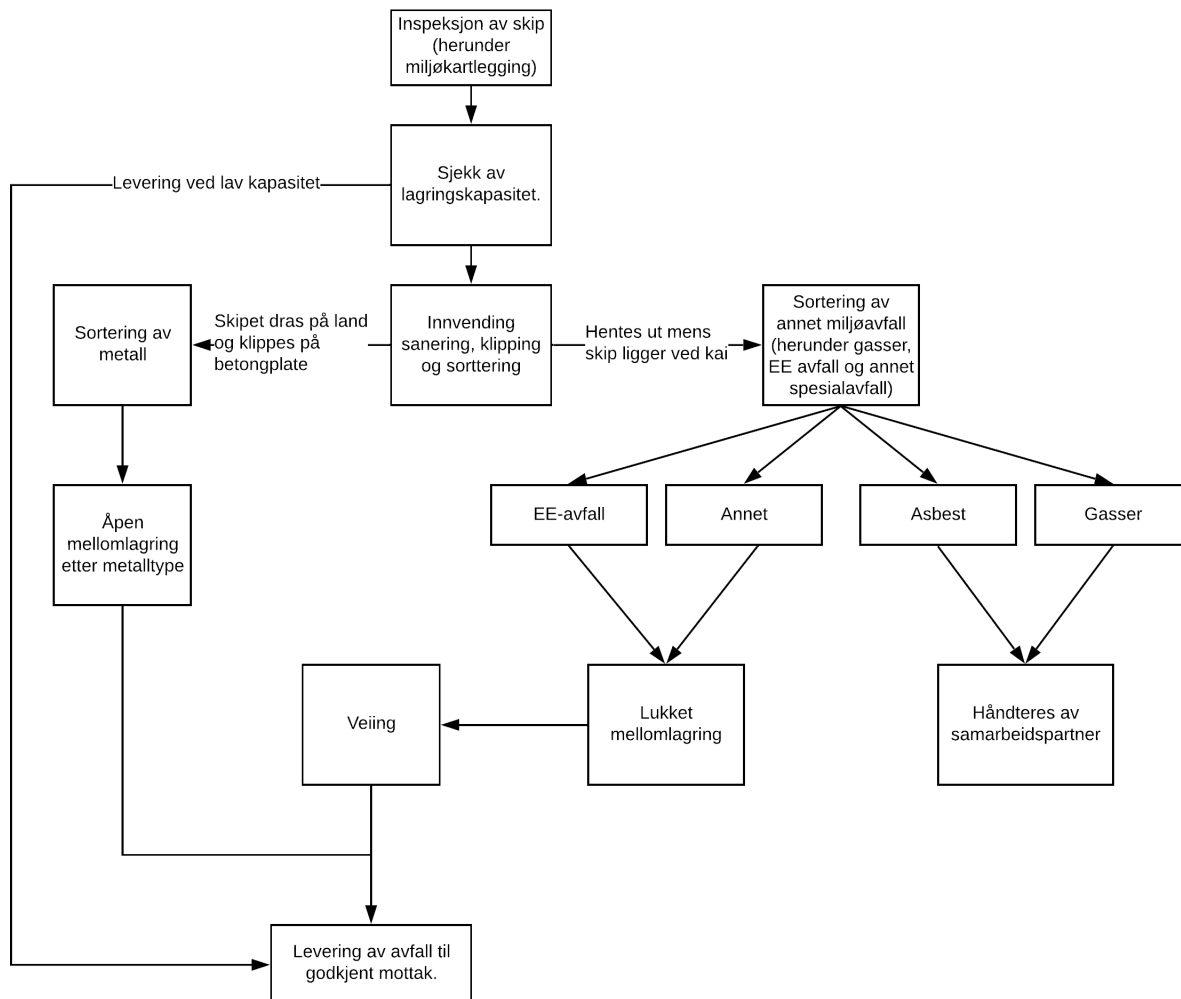 Inspeksjon av skip
(herunder
miljøkartlegging)
Sjekk av
lagringskapasitet.
Levering ved lav kapasitet
Sortering av
metall
Skipet dras på land
og klippes på
betongplate
Innvending
sanering, klipping
og sorttering
Hentes ut mens
skip ligger ved kai
Sortering av
annet miljøavfall
(herunder gasser,
EE avfall og annet
spesialavfall)
Åpen
mellomlagring
etter metalltype
EE-avfall
Annet
Asbest
Gasser
Veiing
Lukket
mellomlagring
Håndteres av
samarbeidspartner
Levering av avfall til
godkjent mottak.